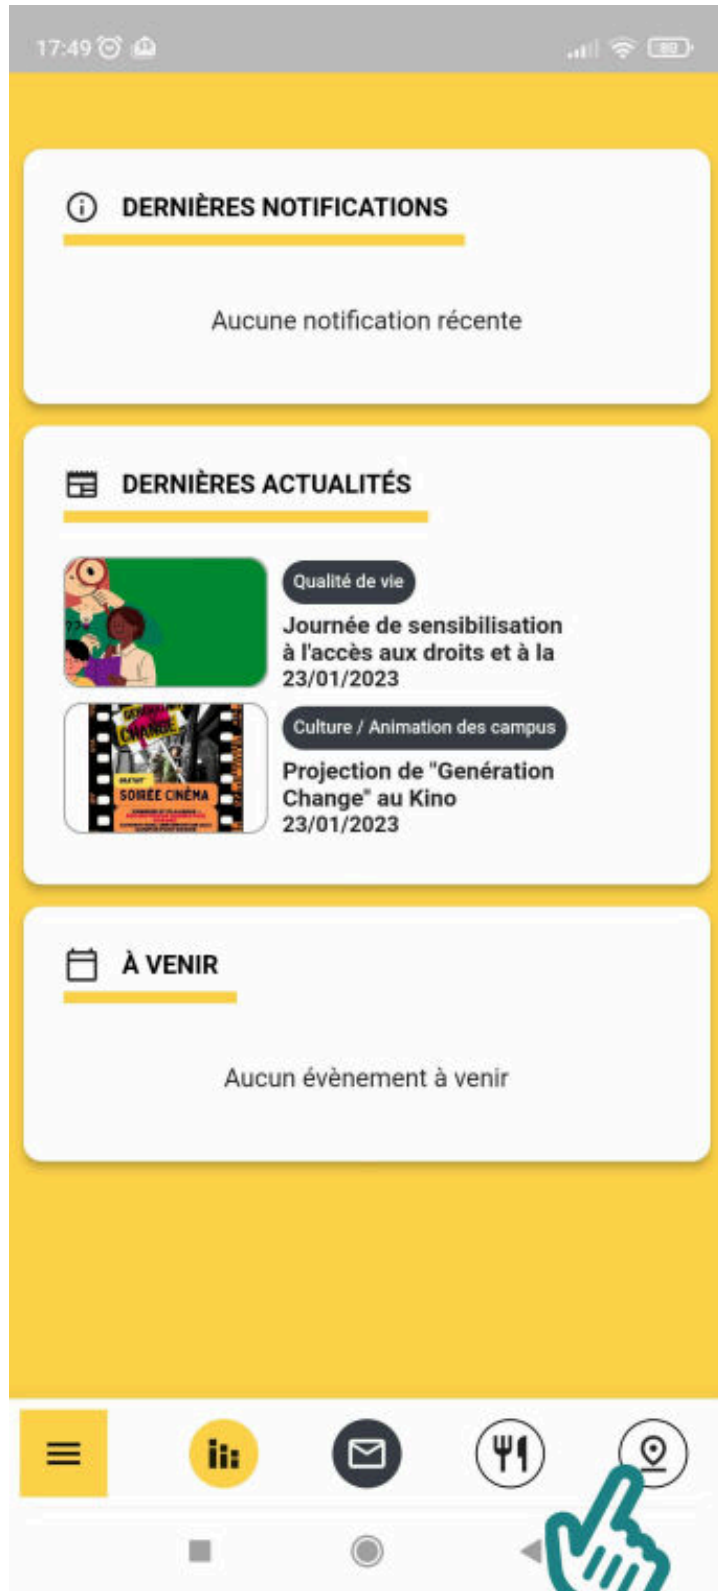 17:49
80
DERNIÈRES NOTIFICATIONS
Aucune notification récente
DERNIÈRES ACTUALITÉS
Qualité de vie
Journée de sensibilisation
à l'accès aux droits et à la
23/01/2023
CHANGE
SOIRÉE CINÉMA
Culture / Animation des campus
Projection de "Genération
Change" au Kino
23/01/2023
À VENIR
Aucun évènement à venir